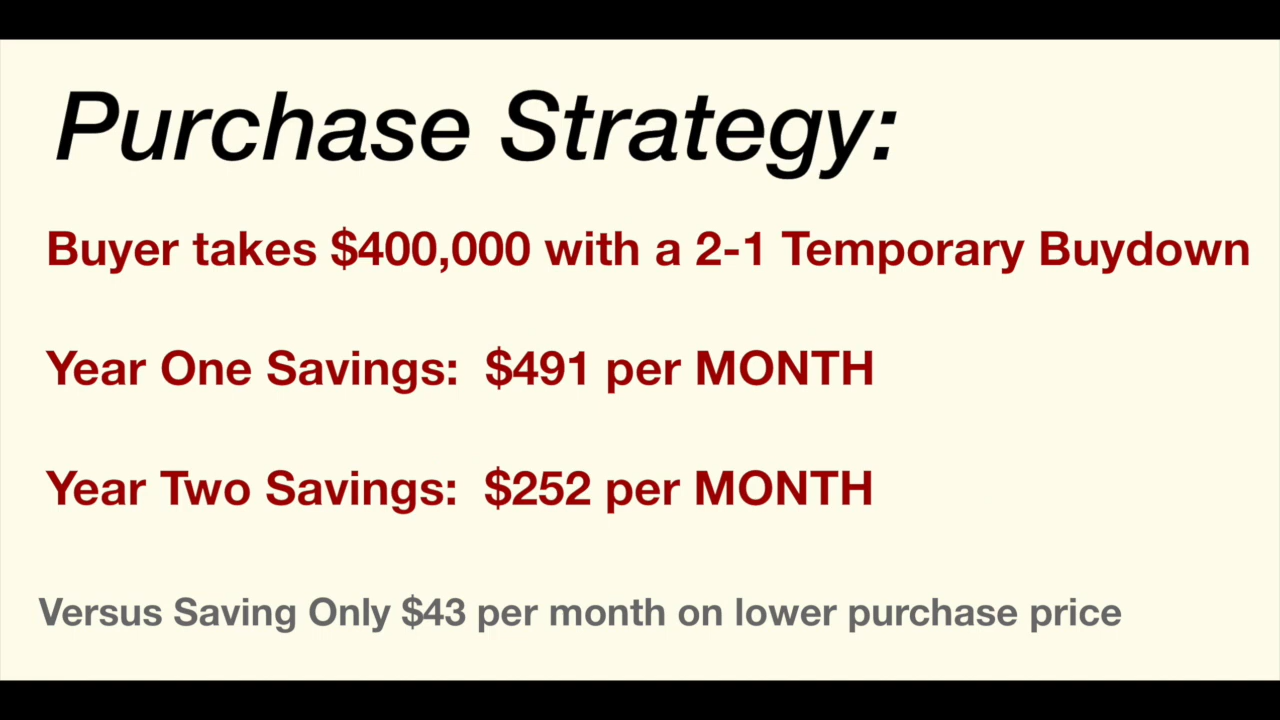 Purchase Strategy:
Buyer takes $400,000 with a 2-1 Temporary Buydown
Year One Savings: $491 per MONTH
Year Two Savings: $252 per MONTH
Versus Saving Only $43 per month on lower purchase price